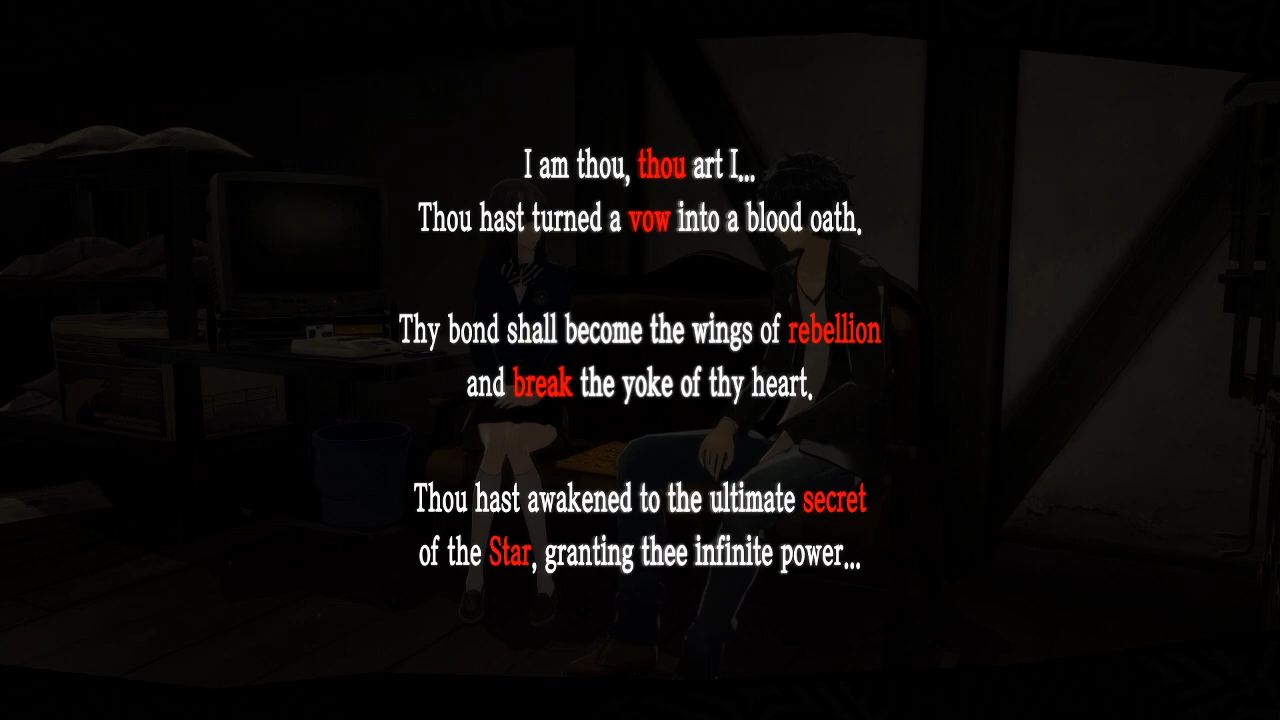 I am thou, thou art I...
Thou hast turned a vow into a blood oath.
Thy bond shall become the wings of rebellion
and break the yoke of thy heart.
Thou hast awakened to the ultimate secret
of the Star, granting thee infinite power...